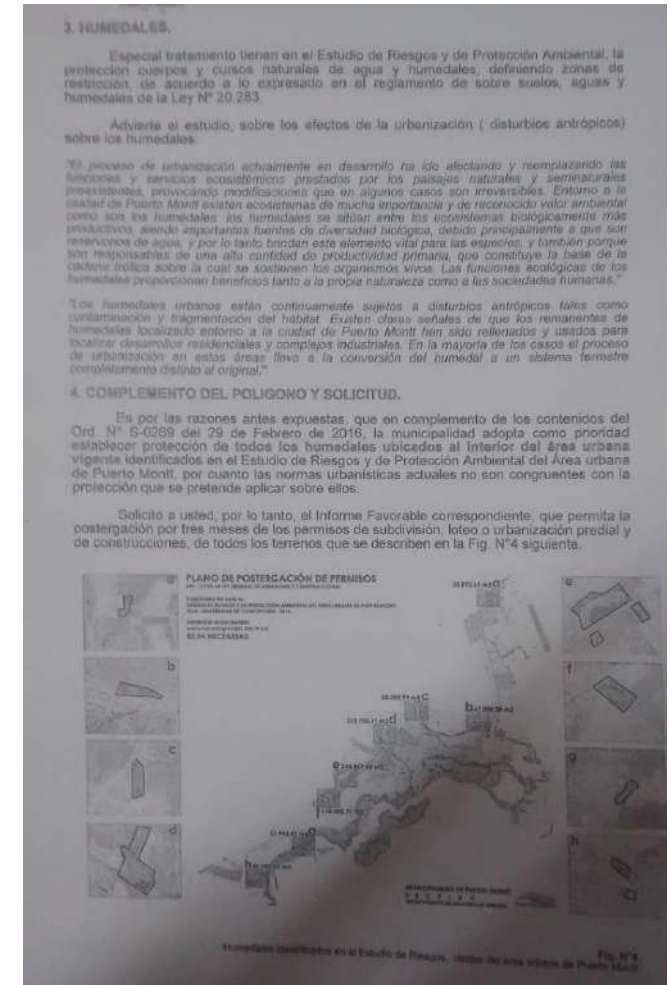 3. HUMEDALES.
Especial tratamiento tienen en el Estudio de Riesgos y de Protección Ambiental, la
protección cuerpos y cursos naturales de agua y humedales, definiendo zonas de
restricción, de acuerdo a lo expresado en el reglamento de sobre suelos, aguas y
humedales de la Ley N° 20.283.
Advierte el estudio, sobre los efectos de la urbanización ( disturbios antrópicos)
sobre los humedales:
"El proceso de urbanización actualmente en desarrollo ha ido afectando y reemplazando las
funciones y servicios ecosistémicos prestados por los paisajes naturales y seminaturales
preexistentes, provocando modificaciones que en algunos casos son irreversibles. Entorno a la
ciudad de Puerto Montt existen ecosistemas de mucha importancia y de reconocido valor ambiental
como son los humedales. los humedales se sitúan entre los ecosistemas biológicamente más
productivos, siendo importantes fuentes de diversidad biológica, debido principalmente a que son
reservorios de agua, y por lo tanto brindan este elemento vital para las especies, y también porque
son responsables de una alta cantidad de productividad primaria, que constituye la base de la
cadena trófica sobre la cual se sostienen los organismos vivos. Las funciones ecológicas de los
humedales proporcionan beneficios tanto a la propia naturaleza como a las sociedades humanas."
"Los humedales urbanos están continuamente sujetos a disturbios antrópicos tales como
contaminación y fragmentación del hábitat. Existen claras señales de que los remanentes de
humedales localizado entorno a la ciudad de Puerto Montt han sido rellenados y usados para
localizar desarrollos residenciales y complejos industriales. En la mayoría de los casos el proceso
de urbanización en estas áreas lleva a la conversión del humedal a un sistema terrestre
completamente distinto al original."
4. COMPLEMENTO DEL POLIGONO Y SOLICITUD.
Es por las razones antes expuestas, que en complemento de los contenidos del
Ord. N° S-0269 del 29 de Febrero de 2016, la municipalidad adopta como prioridad
establecer protección de todos los humedales ubicados al interior del área urbana
vigente identificados en el Estudio de Riesgos y de Protección Ambiental del Área urbana
de Puerto Montt, por cuanto las normas urbanísticas actuales no son congruentes con la
protección que se pretende aplicar sobre ellos.
Solicito a usted, por lo tanto, el Informe Favorable correspondiente, que permita la
postergación por tres meses de los permisos de subdivisión, loteo o urbanización predial y
de construcciones, de todos los terrenos que se describen en la Fig. N°4 siguiente.
PLANO DE POSTERGACIÓN DE PERMISOS
HECTAREAS
a
b
c
d
e
f
g
h
c
b
d
e
MUNICIPALIDAD DE PUERTO MONTT
S E C P L A C
Fig. N°4
Humedales identificados en el Estudio de Riesgos, dentro del área urbana de Puerto Montt